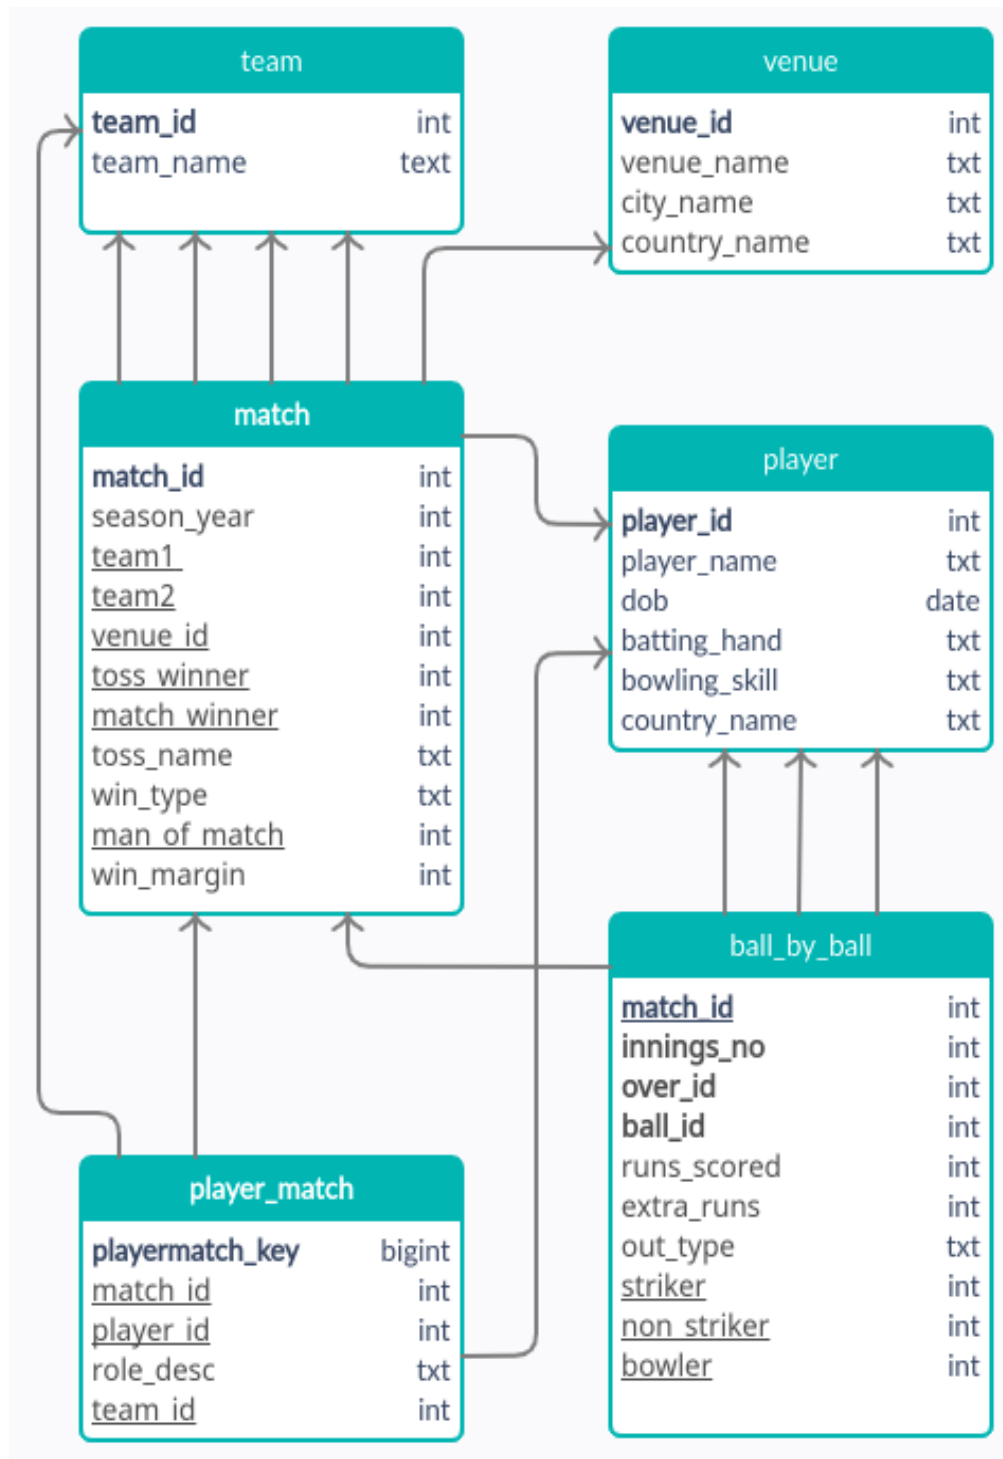 team
team_id int
team_name text
venue
venue_id int
venue_name txt
city_name txt
country_name txt
match
match_id int
season_year int
team1 int
team2 int
venue_id int
toss_winner int
match_winner int
toss_name txt
win_type txt
man_of_match int
win_margin int
player
player_id int
player_name txt
dob date
batting_hand txt
bowling_skill txt
country_name txt
player_match
playermatch_key bigint
match_id int
player_id int
role_desc txt
team_id int
ball_by_ball
match_id int
innings_no int
over_id int
ball_id int
runs_scored int
extra_runs int
out_type txt
striker int
non_striker int
bowler int